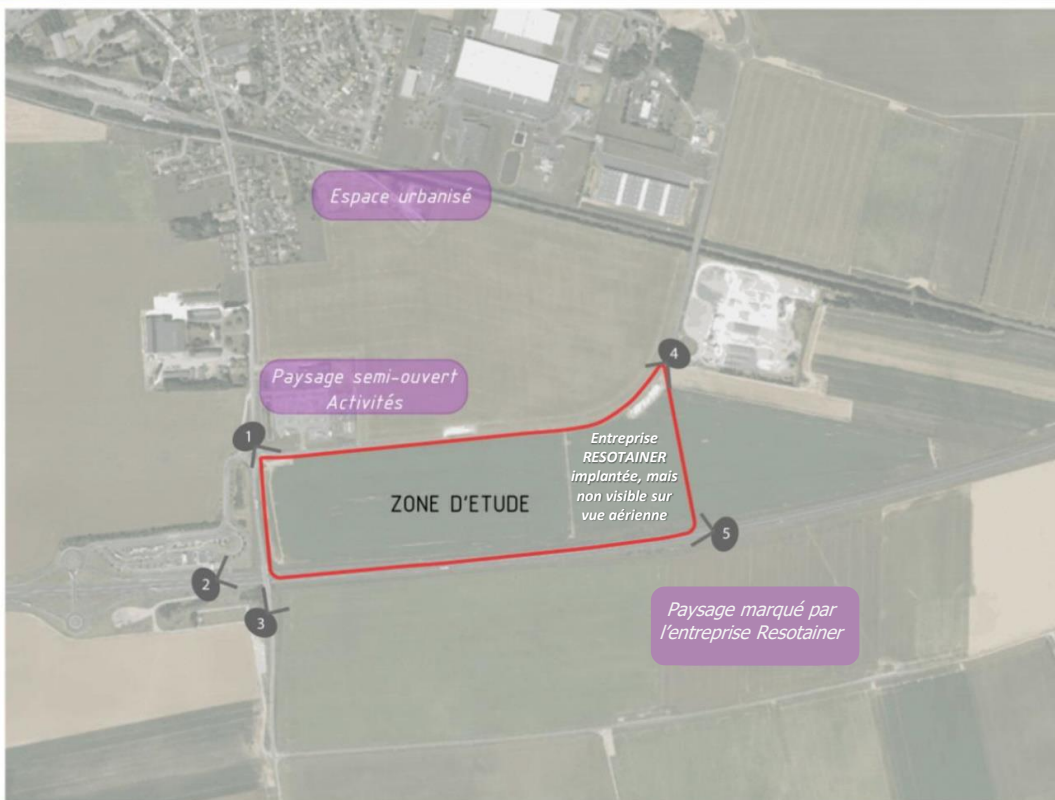 Espace urbanisé
4
Paysage semi-ouvert
Activités
1
Entreprise
RESOTAINER
implantée, mais
non visible sur
vue aérienne
ZONE D'ETUDE
5
2
3
Paysage marqué par
l'entreprise Resotainer